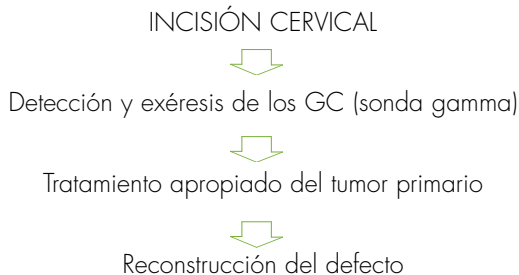 INCISIÓN CERVICAL
Detección y exéresis de los GC (sonda gamma)
Tratamiento apropiado del tumor primario
Reconstrucción del defecto